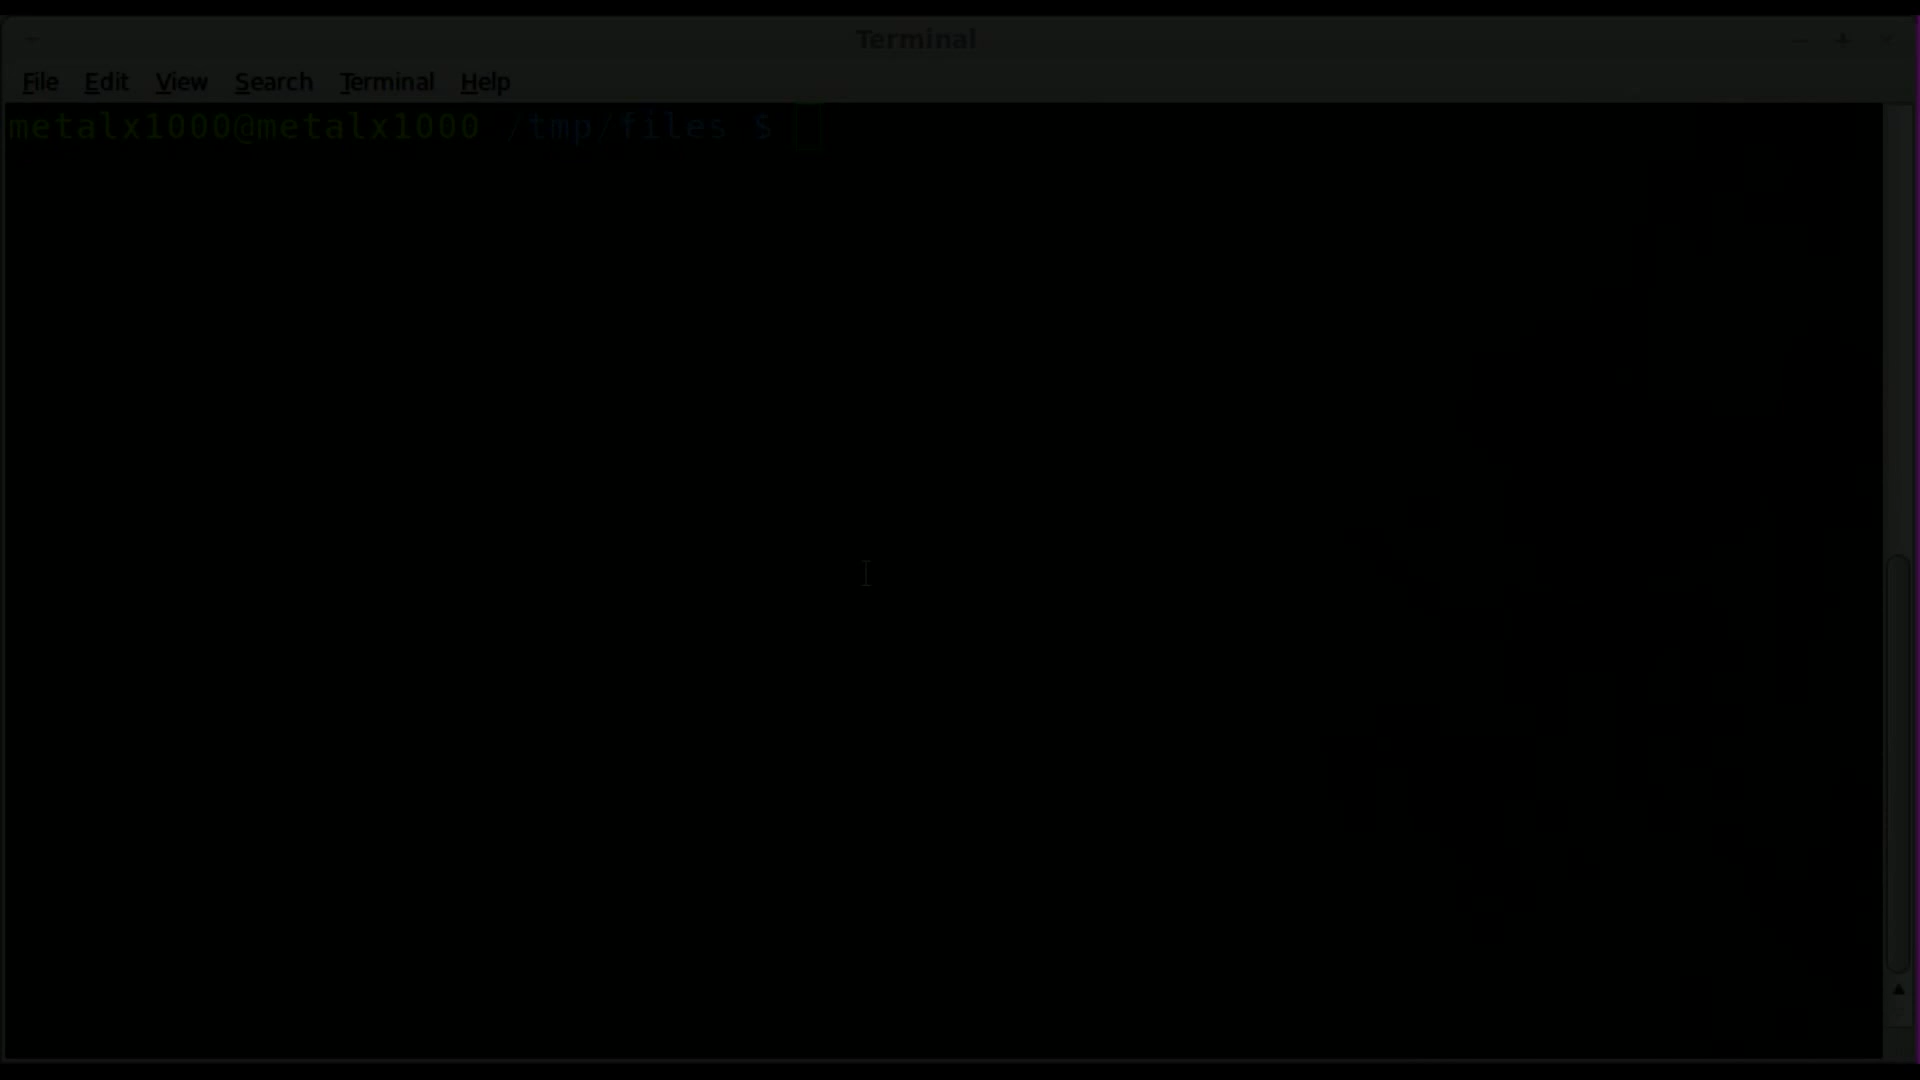 Terminal
File Edit View Search Terminal Help
metalx1000@metalx1000 /tmp/files $